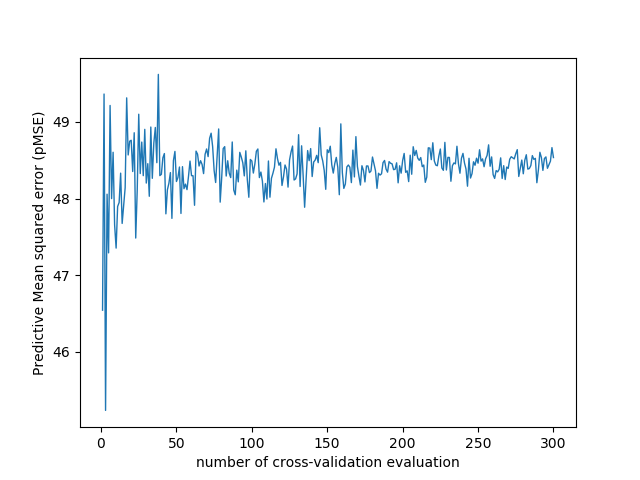 Predictive Mean squared error (pMSE)
49
48
47
46
0 50 100 150 200 250 300
number of cross-validation evaluation